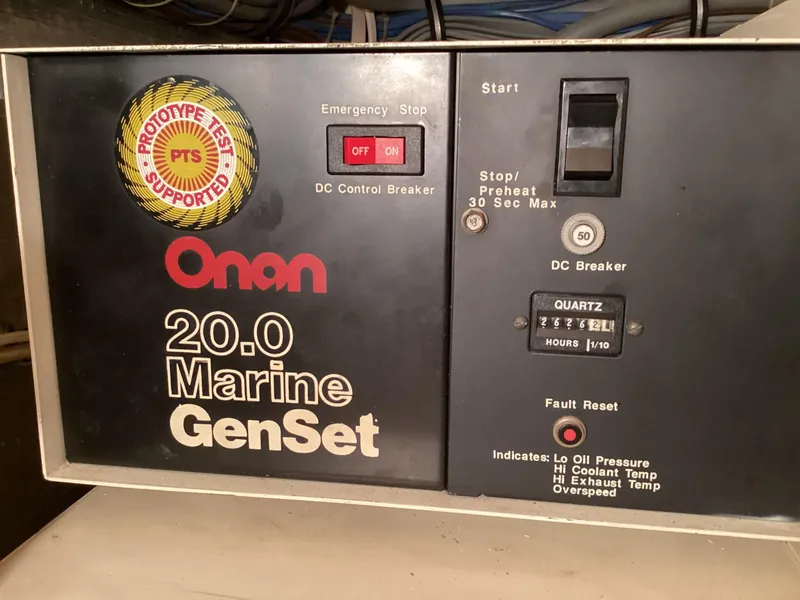 PROTOTYPE TEST
PTS
SUPPORTED
Emergency Stop
OFF ON
DC Control Breaker
Onan
20.0
Marine
GenSet
Start
Stop/
Preheat
30 Sec Max
50
DC Breaker
QUARTZ
HOURS 1/10
Fault Reset
Indicates: Lo Oil Pressure
Hi Coolant Temp
Hi Exhaust Temp
Overspeed